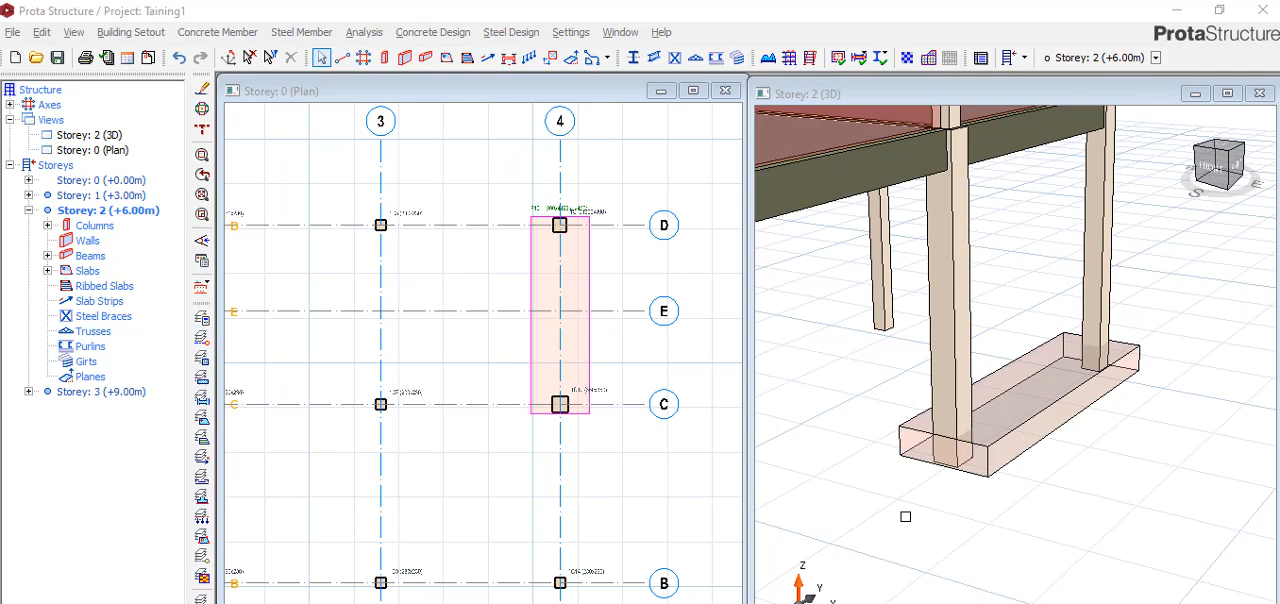 Prota Structure / Project: Taining1
File Edit View Building Setout Concrete Member Steel Member Analysis Concrete Design Steel Design Settings Window Help
ProtaStructure
Storey: 2 (+6.00m)
Structure
Axes
Views
Storey: 2 (3D)
Storey: 0 (Plan)
Storeys
Storey: 0 (+0.00m)
Storey: 1 (+3.00m)
Storey: 2 (+6.00m)
Columns
Walls
Beams
Slabs
Ribbed Slabs
Slab Strips
Steel Braces
Trusses
Purlins
Girts
Planes
Storey: 3 (+9.00m)
Storey: 0 (Plan)
3 4
D D
E E
C C
B B
Storey: 2 (3D)
S E
Z
Y
X